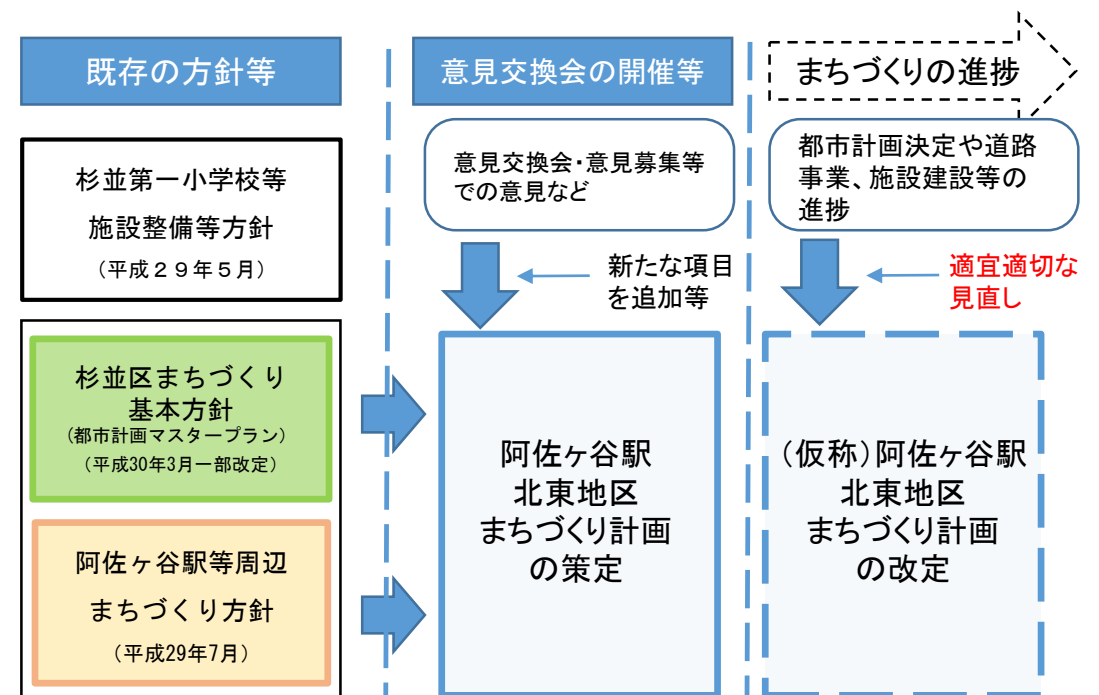 既存の方針等
杉並第一小学校等
施設整備等方針
(平成29年5月)
杉並区まちづくり
基本方針
(都市計画マスタープラン)
(平成30年3月一部改定)
阿佐ヶ谷駅等周辺
まちづくり方針
(平成29年7月)
意見交換会の開催等
意見交換会・意見募集等
での意見など
新たな項目
を追加等
阿佐ヶ谷駅
北東地区
まちづくり計画
の策定
まちづくりの進捗
都市計画決定や道路
事業、施設建設等の
進捗
適宜適切な
見直し
(仮称)阿佐ヶ谷駅
北東地区
まちづくり計画
の改定